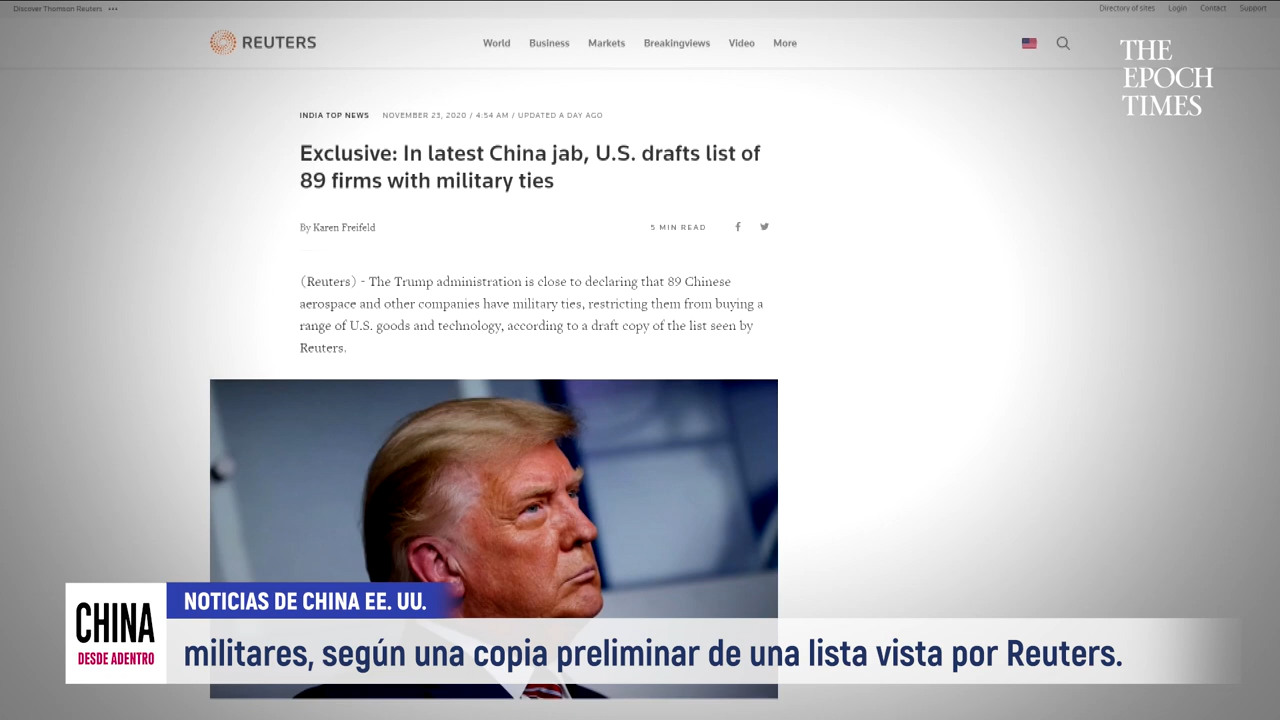 Discover Thomson Reuters •••
Directory of sites Login Contact Support
REUTERS
World Business Markets Breakingviews Video More
THE
EPOCH
TIMES
INDIA TOP NEWS NOVEMBER 23, 2020 / 4:54 AM / UPDATED A DAY AGO
Exclusive: In latest China jab, U.S. drafts list of
89 firms with military ties
By Karen Freifeld
5 MIN READ
(Reuters) - The Trump administration is close to declaring that 89 Chinese
aerospace and other companies have military ties, restricting them from buying a
range of U.S. goods and technology, according to a draft copy of the list seen by
Reuters.
CHINA
DESDE ADENTRO
NOTICIAS DE CHINA EE. UU.
militares, según una copia preliminar de una lista vista por Reuters.